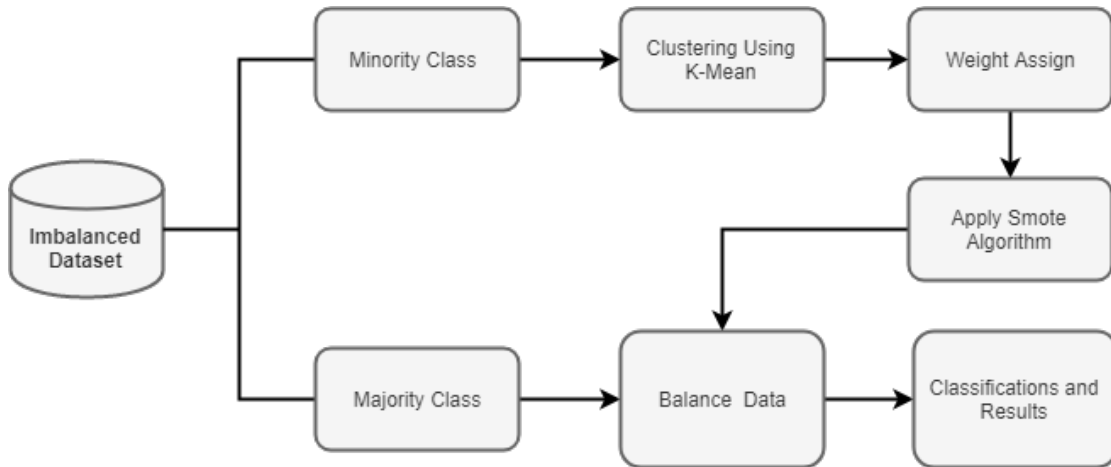 Minority Class
Clustering Using
K-Mean
Weight Assign
Imbalanced
Dataset
Apply Smote
Algorithm
Majority Class
Balance Data
Classifications and
Results